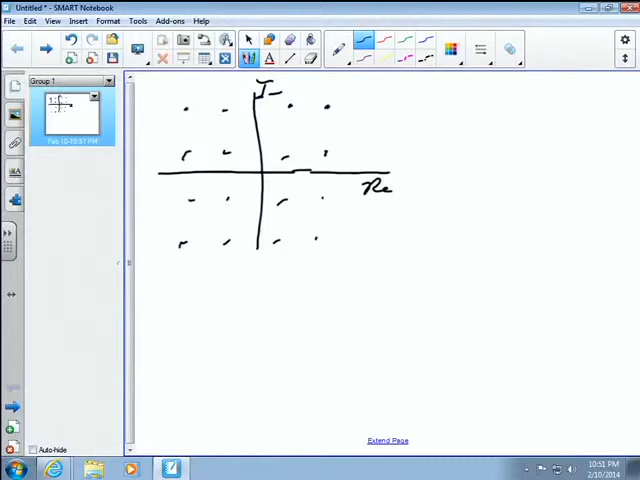 Untitled * - SMART Notebook
File Edit View Insert Format Tools Add-ons Help
Group 1
Feb 10-10:51 PM
Im
Re
Extend Page
Auto-hide
10:51 PM
2/10/2014